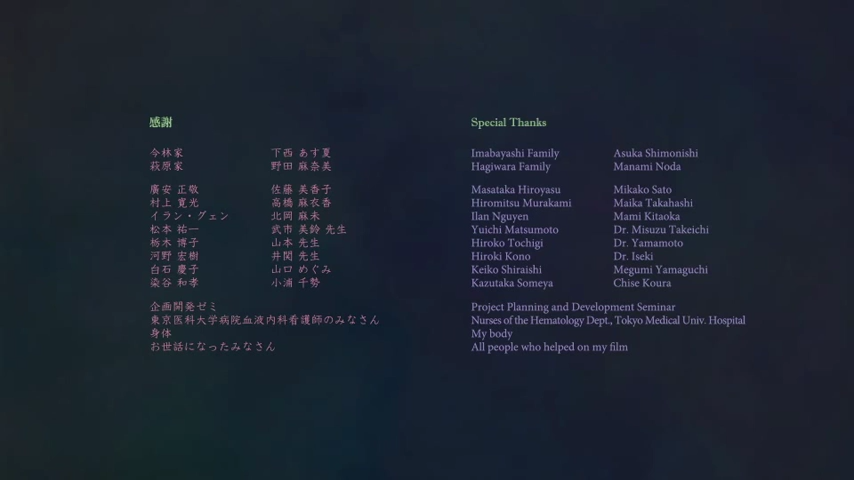 感謝
今林家 下西 あす夏
萩原家 野田 麻奈美
廣安 正敬 佐藤 美香子
村上 寛光 高橋 麻衣香
イラン・グェン 北岡 麻未
松本 祐一 武市 美鈴 先生
栃木 博子 山本 先生
河野 宏樹 井関 先生
白石 慶子 山口 めぐみ
染谷 和孝 小浦 千勢
企画開発ゼミ
東京医科大学病院血液内科看護師のみなさん
身体
お世話になったみなさん
Special Thanks
Imabayashi Family Asuka Shimonishi
Hagiwara Family Manami Noda
Masataka Hiroyasu Mikako Sato
Hiromitsu Murakami Maika Takahashi
Ilan Nguyen Mami Kitaoka
Yuichi Matsumoto Dr. Misuzu Takeichi
Hiroko Tochigi Dr. Yamamoto
Hiroki Kono Dr. Iseki
Keiko Shiraishi Megumi Yamaguchi
Kazutaka Someya Chise Koura
Project Planning and Development Seminar
Nurses of the Hematology Dept., Tokyo Medical Univ. Hospital
My body
All people who helped on my film